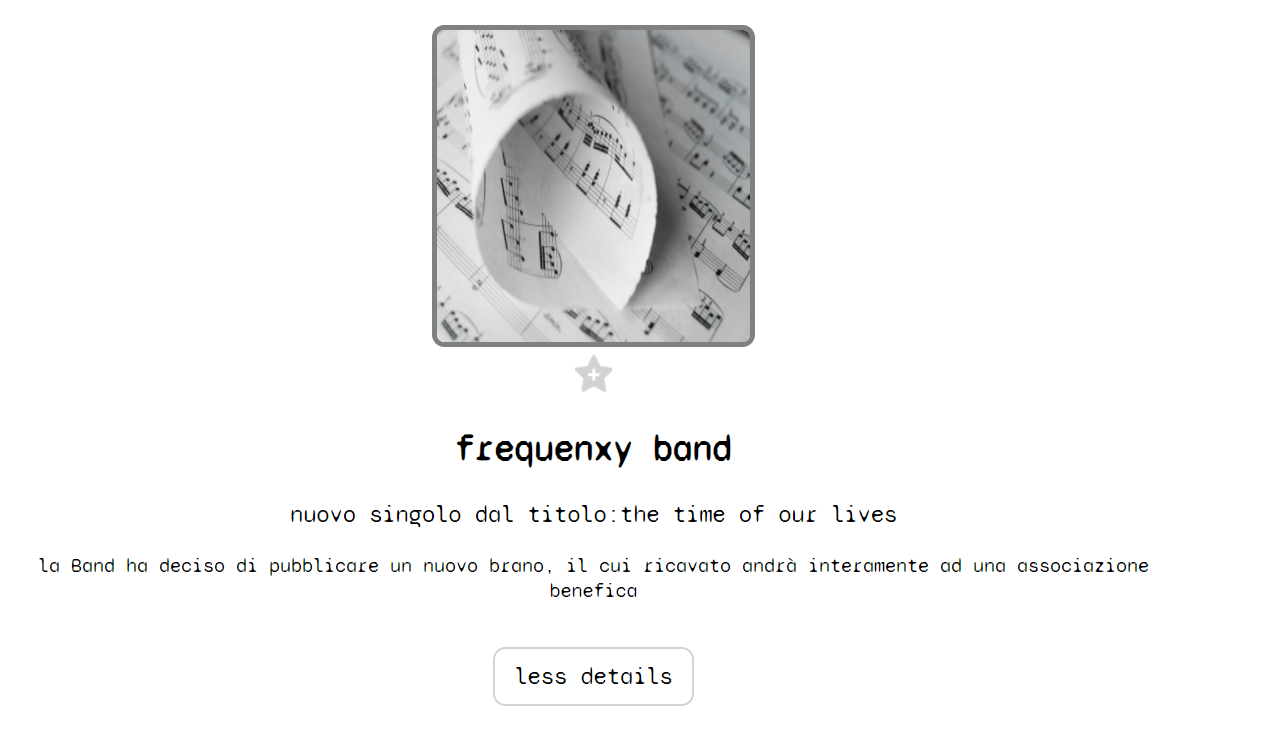 frequenxy band
nuovo singolo dal titolo:the time of our lives
la Band ha deciso di pubblicare un nuovo brano, il cui ricavato andrà interamente ad una associazione
benefica
less details